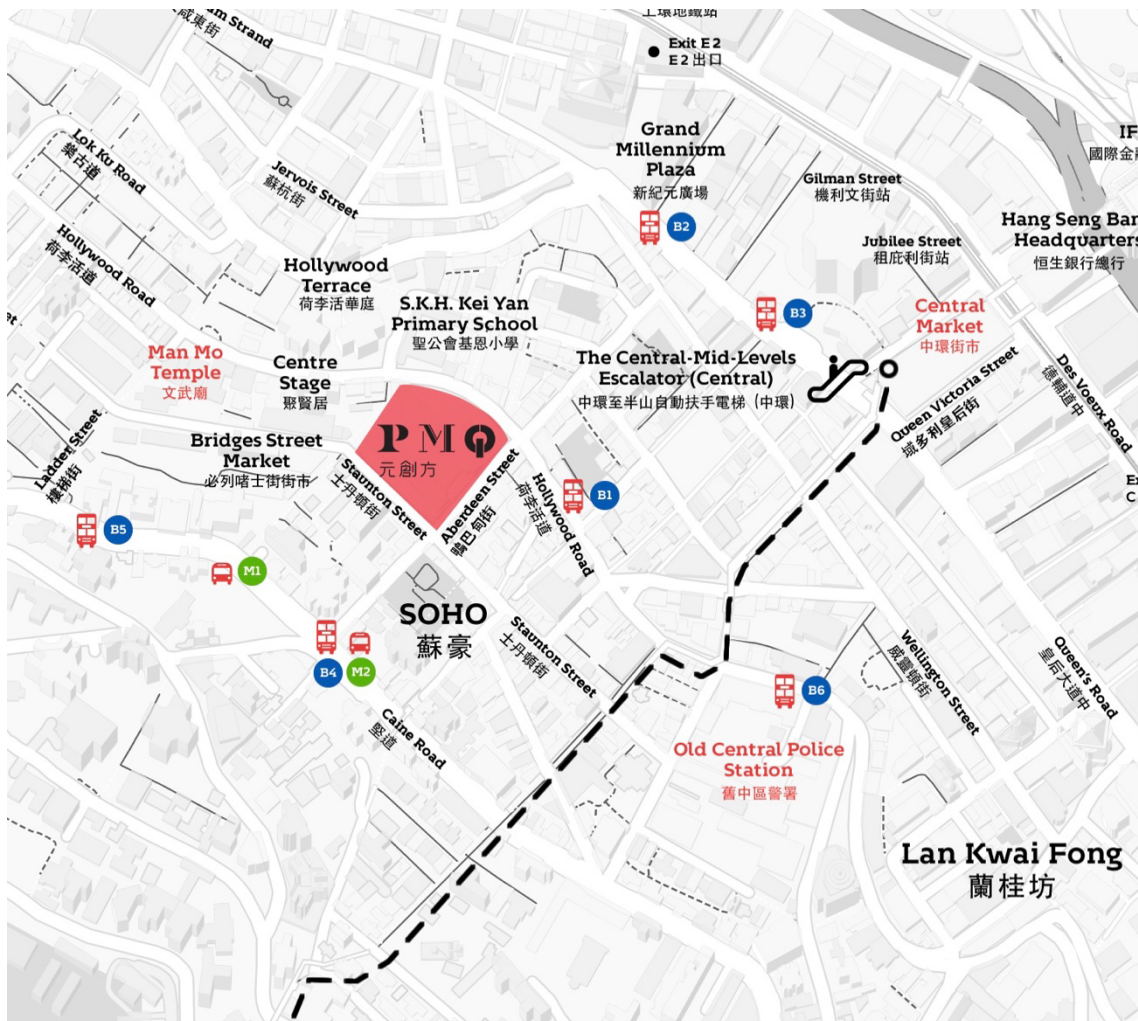 Exit E2
E2 出口
Grand
Millennium
Plaza
新紀元廣場
B2
Gilman Street
機利文街站
Jubilee Street
租庇利街站
國際金
Hang Seng Ban
Headquarters
恒生銀行總行
Lok Ku Road
樂古道
Jervois Street
蘇杭街
Hollywood Road
荷李活道
Hollywood
Terrace
荷李活華庭
S.K.H. Kei Yan
Primary School
聖公會基恩小學
B3
Central
Market
中環街市
Man Mo
Temple
文武廟
Centre
Stage
聚賢居
The Central-Mid-Levels
Escalator (Central)
中環至半山自動扶手電梯（中環）
Queen Victoria Street
域多利皇后街
Des Voeux Road
德輔道中
PMQ
元創方
Ladder Street
樓梯街
Bridges Street
Market
必列啫士街街市
Staunton Street
士丹頓街
Aberdeen Street
鴨巴甸街
Hollywood Road
荷李活道
B1
B5
M1
SOHO
蘇豪
B4
M2
Staunton Street
士丹頓街
Wellington Street
威靈頓街
Queen's Road
皇后大道中
B6
Caine Road
堅道
Old Central Police
Station
舊中區警署
Lan Kwai Fong
蘭桂坊